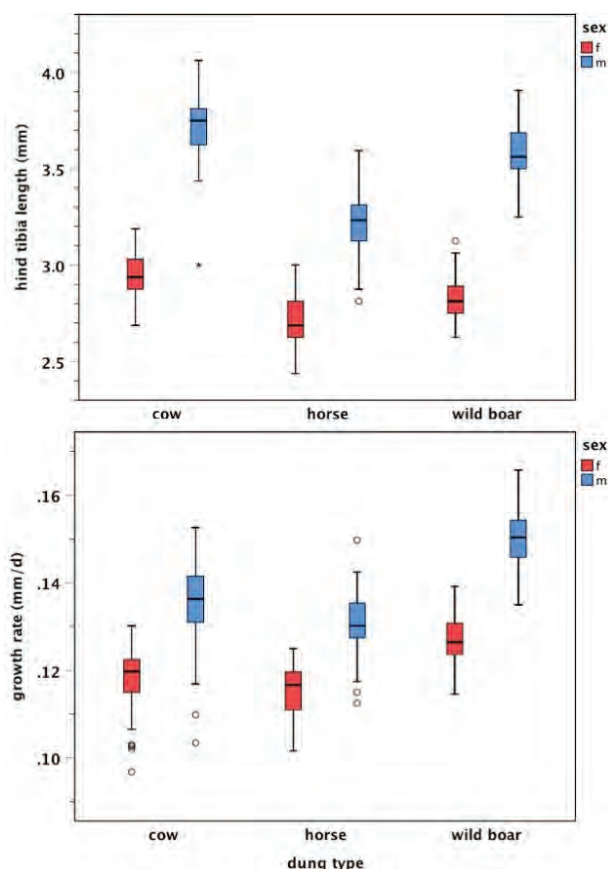 sex
f
m
hind tibia length (mm)
4.0
3.5
3.0
2.5
cow horse wild boar
sex
f
m
growth rate (mm/d)
.16
.14
.12
.10
cow horse wild boar
dung type